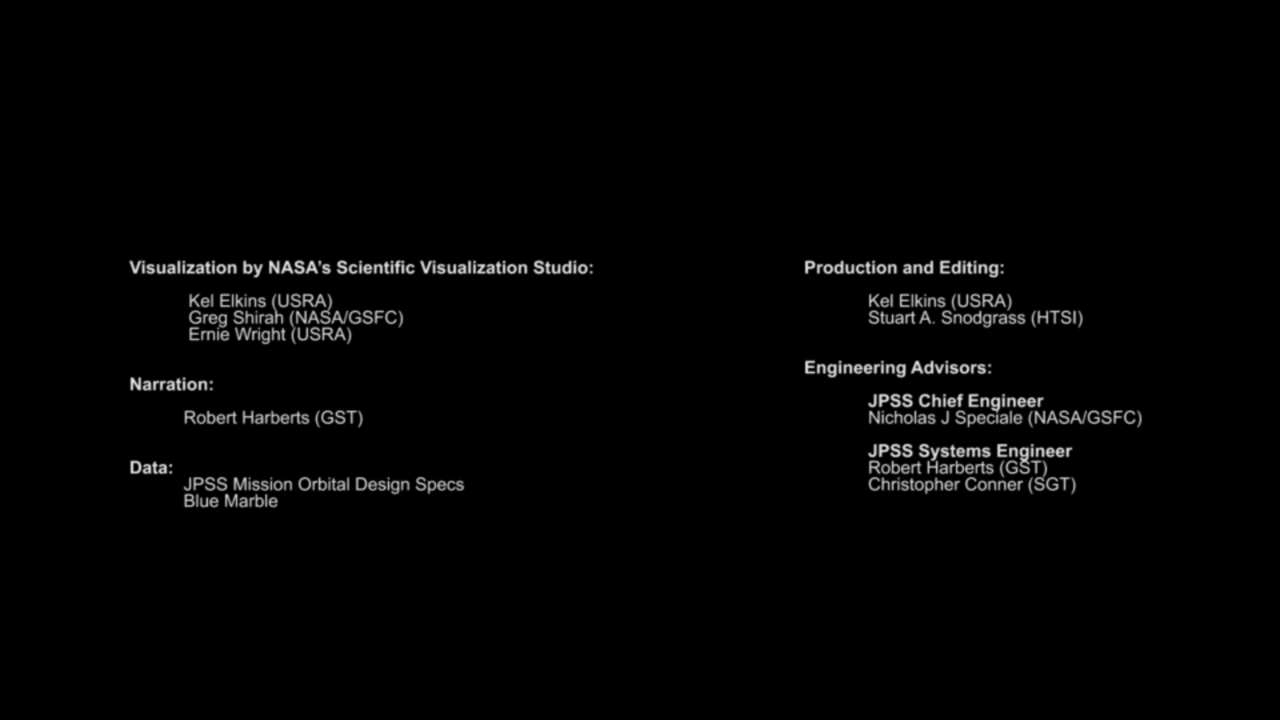 Visualization by NASA's Scientific Visualization Studio:
Kel Elkins (USRA)
Greg Shirah (NASA/GSFC)
Ernie Wright (USRA)
Narration:
Robert Harberts (GST)
Data:
JPSS Mission Orbital Design Specs
Blue Marble
Production and Editing:
Kel Elkins (USRA)
Stuart A. Snodgrass (HTSI)
Engineering Advisors:
JPSS Chief Engineer
Nicholas J Speciale (NASA/GSFC)
JPSS Systems Engineer
Robert Harberts (GST)
Christopher Conner (SGT)